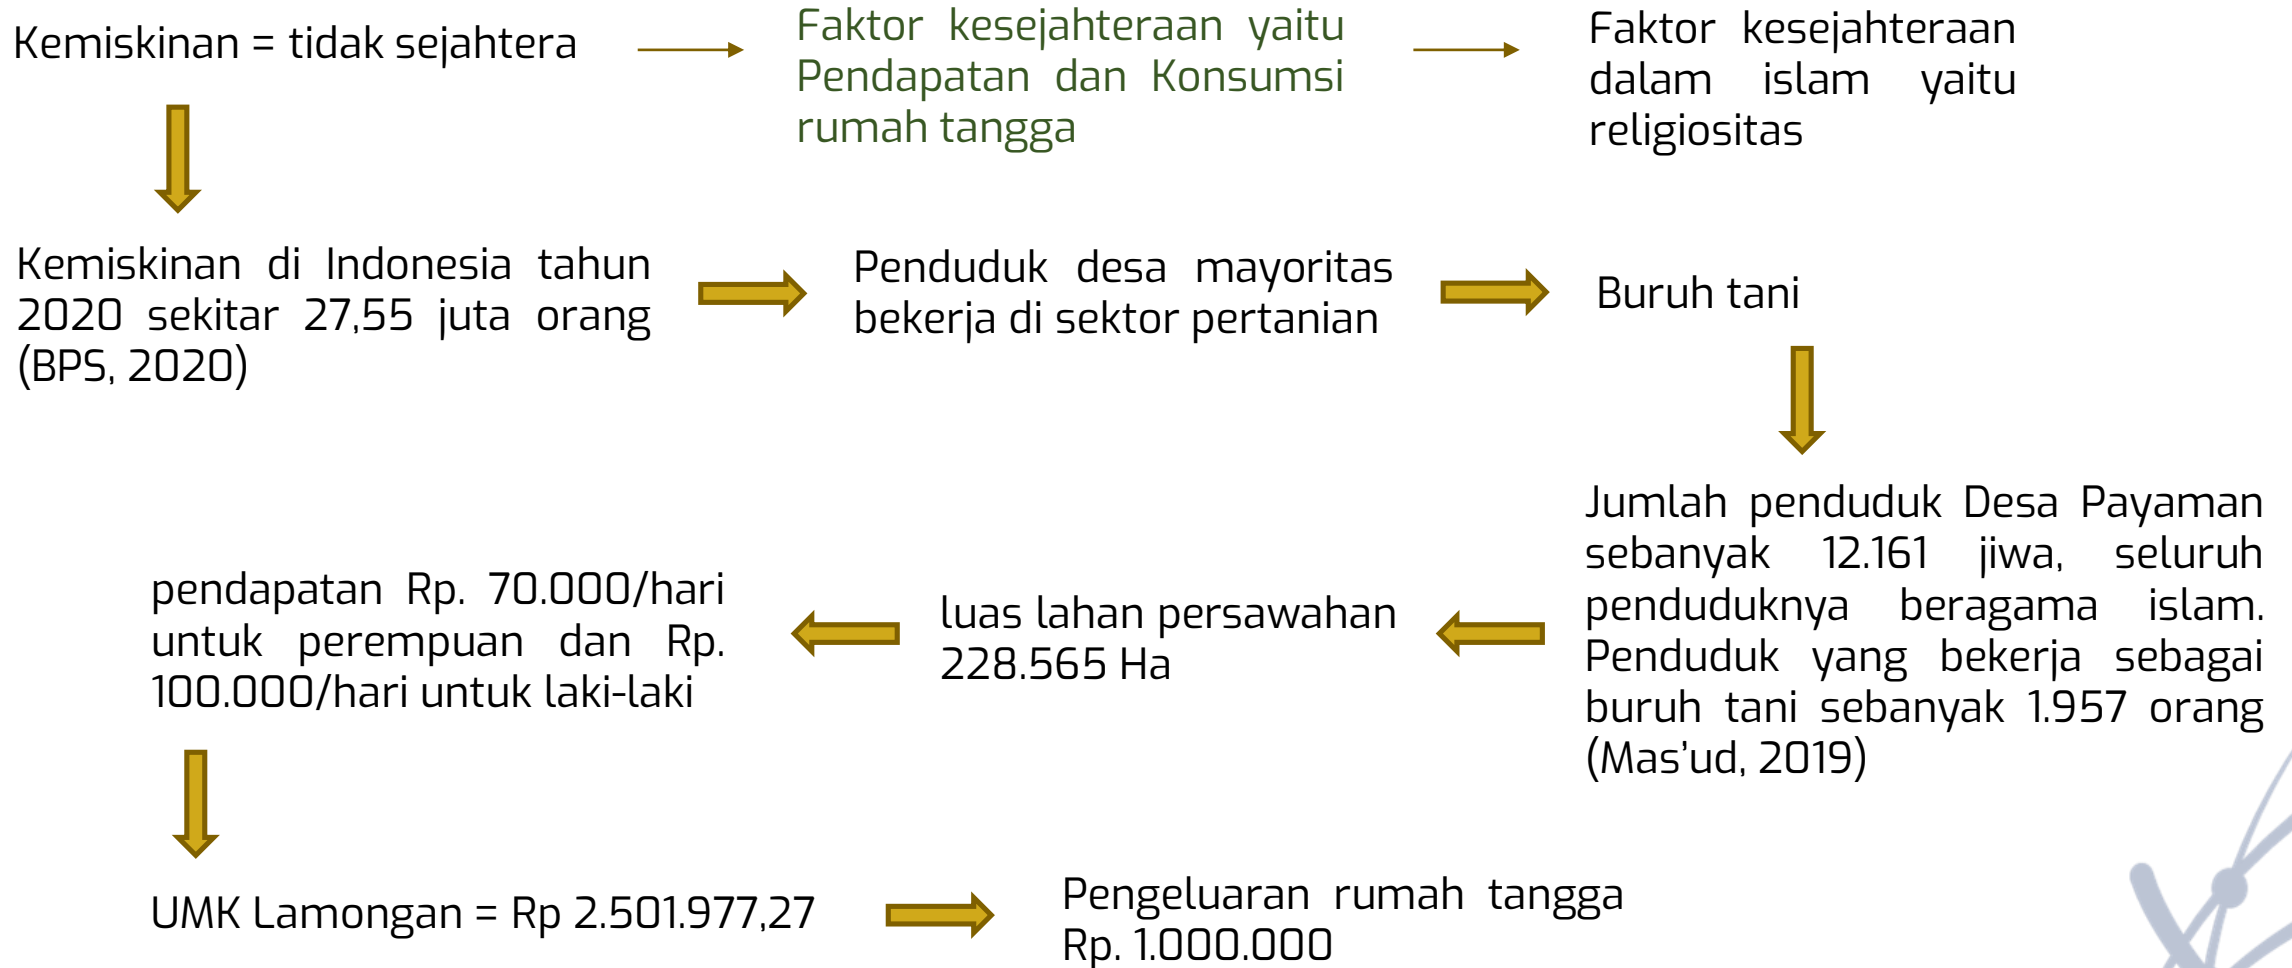 Kemiskinan = tidak sejahtera
Faktor kesejahteraan yaitu
Pendapatan dan Konsumsi
rumah tangga
Faktor kesejahteraan
dalam islam yaitu
religiositas
Kemiskinan di Indonesia tahun
2020 sekitar 27,55 juta orang
(BPS, 2020)
Penduduk desa mayoritas
bekerja di sektor pertanian
Buruh tani
Jumlah penduduk Desa Payaman
sebanyak 12.161 jiwa, seluruh
penduduknya beragama islam.
Penduduk yang bekerja sebagai
buruh tani sebanyak 1.957 orang
(Mas’ud, 2019)
luas lahan persawahan
228.565 Ha
pendapatan Rp. 70.000/hari
untuk perempuan dan Rp.
100.000/hari untuk laki-laki
UMK Lamongan = Rp 2.501.977,27
Pengeluaran rumah tangga
Rp. 1.000.000